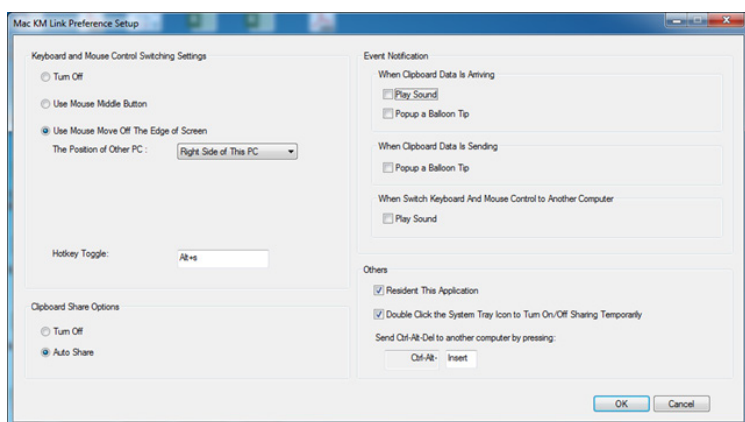 Mac KM Link Preference Setup
Keyboard and Mouse Control Switching Settings
Turn Off
Use Mouse Middle Button
Use Mouse Move Off The Edge of Screen
The Position of Other PC :
Right Side of This PC
Hotkey Toggle:
Alt+s
Clipboard Share Options
Turn Off
Auto Share
Event Notification
When Clipboard Data Is Arriving
Play Sound
Popup a Balloon Tip
When Clipboard Data Is Sending
Popup a Balloon Tip
When Switch Keyboard And Mouse Control to Another Computer
Play Sound
Others
Resident This Application
Double Click the System Tray Icon to Turn On/Off Sharing Temporarily
Send Ctrl-Alt-Del to another computer by pressing:
Ctrl-Alt- Insert
OK Cancel